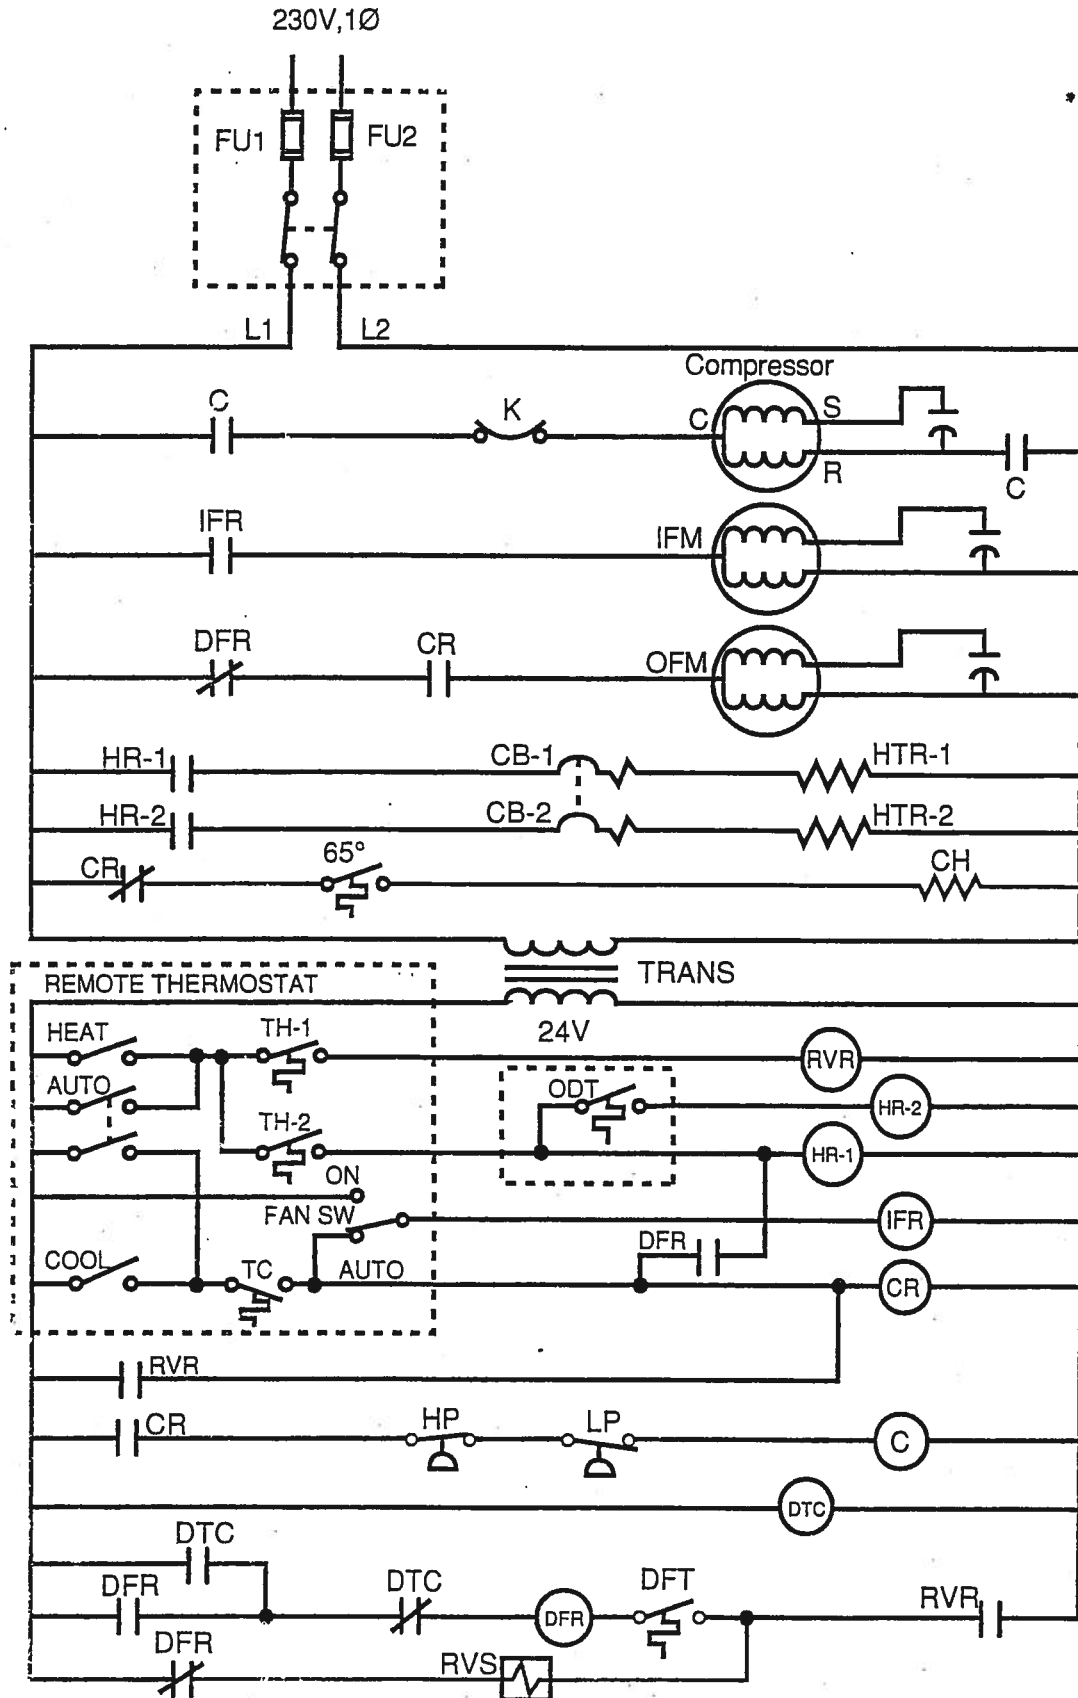 230V,1Ø
FU1 FU2
L1 L2
Compressor
C K C S
R
C
IFR IFM
DFR CR OFM
HR-1 CB-1 HTR-1
HR-2 CB-2 HTR-2
CR 65° CH
TRANS
REMOTE THERMOSTAT
24V
HEAT TH-1 RVR
AUTO ODT HR-2
TH-2 HR-1
ON
FAN SW IFR
DFR
COOL TC AUTO CR
RVR
CR HP LP C
DTC
DTC
DFR DTC DFR DFT RVR
DFR RVS